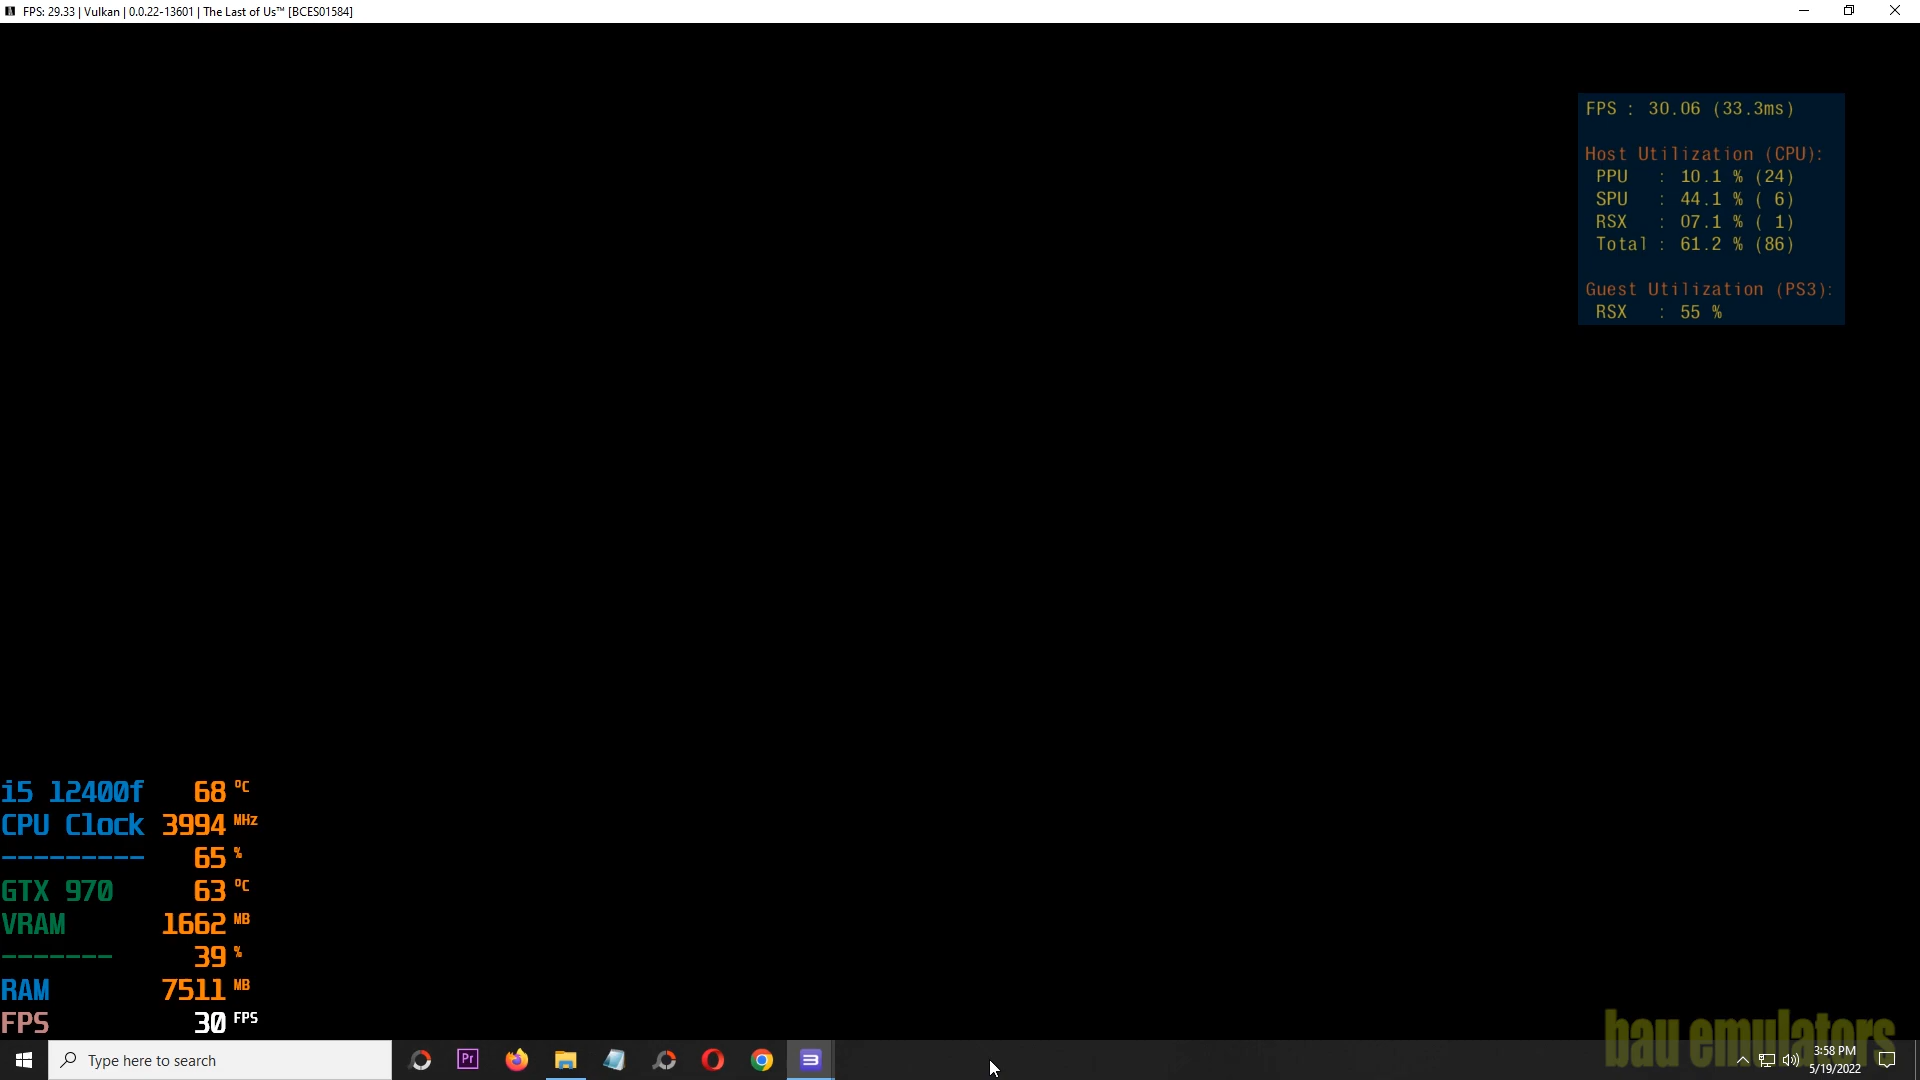 FPS: 29.33 | Vulkan | 0.0.22-13601 | The Last of Us™ [BCES01584]
FPS : 30.06 (33.3ms)
Host Utilization (CPU):
PPU : 10.1 % (24)
SPU : 44.1 % ( 6)
RSX : 07.1 % ( 1)
Total : 61.2 % (86)
Guest Utilization (PS3):
RSX : 55 %
i5 12400f 68 °C
CPU Clock 3994 MHz
--------- 65 %
GTX 970 63 °C
VRAM 1662 MB
------- 39 %
RAM 7511 MB
FPS 30 FPS
bau emulators
Type here to search
Pr
3:58 PM
5/19/2022